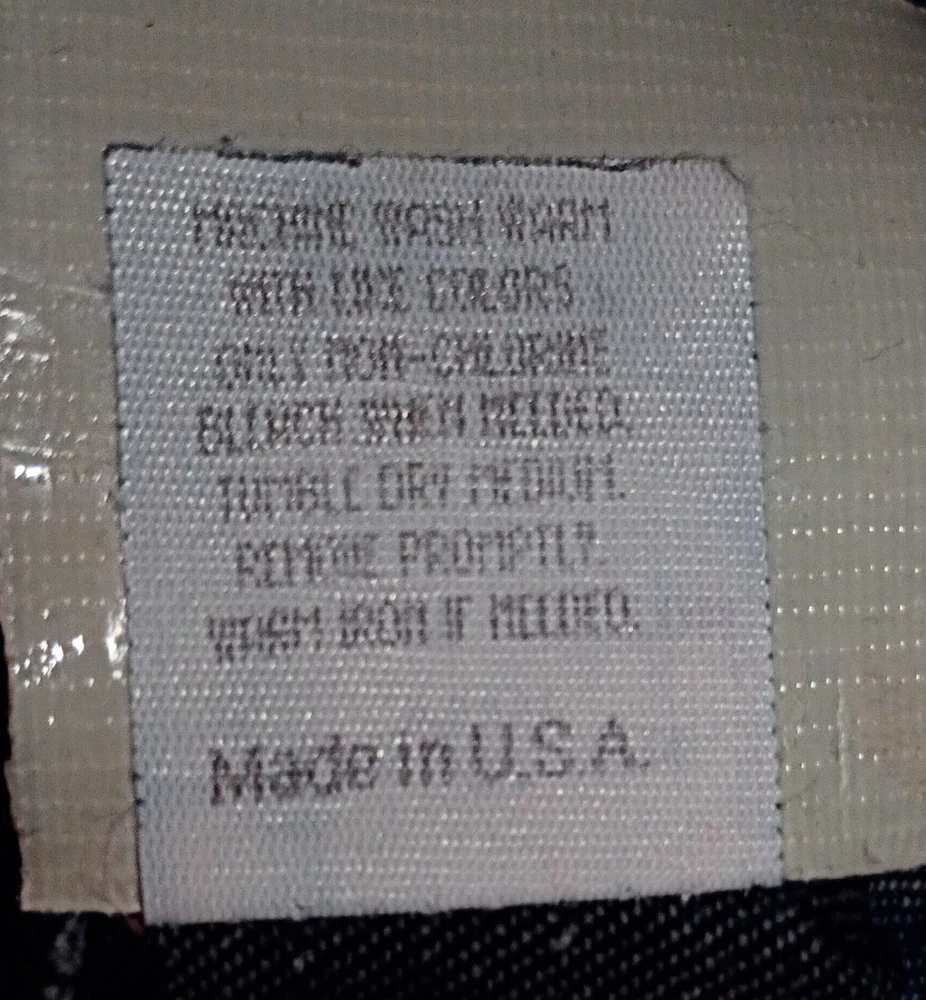 MACHINE WASH WARM
WITH LIKE COLORS
ONLY NON-CHLORINE
BLEACH WHEN NEEDED.
TUMBLE DRY MEDIUM.
REMOVE PROMPTLY.
WARM IRON IF NEEDED.
Made in U.S.A.